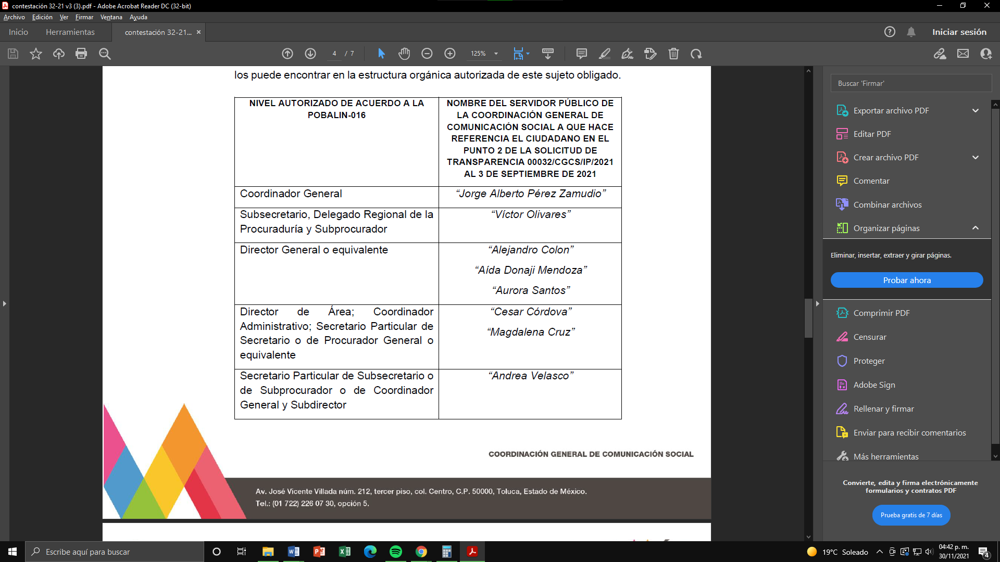 contestación 32-21 v3 (3).pdf - Adobe Acrobat Reader DC (32-bit)
Archivo Edición Ver Firmar Ventana Ayuda
Inicio Herramientas contestación 32-21... × Iniciar sesión
4 / 7 125%
los puede encontrar en la estructura orgánica autorizada de este sujeto obligado.
NIVEL AUTORIZADO DE ACUERDO A LA
POBALIN-016
NOMBRE DEL SERVIDOR PÚBLICO DE
LA COORDINACIÓN GENERAL DE
COMUNICACIÓN SOCIAL A QUE HACE
REFERENCIA EL CIUDADANO EN EL
PUNTO 2 DE LA SOLICITUD DE
TRANSPARENCIA 00032/CGCS/IP/2021
AL 3 DE SEPTIEMBRE DE 2021
Coordinador General
“Jorge Alberto Pérez Zamudio”
Subsecretario, Delegado Regional de la
Procuraduría y Subprocurador
“Víctor Olivares”
Director General o equivalente
“Alejandro Colon”
“Aída Donaji Mendoza”
“Aurora Santos”
Director de Área; Coordinador
Administrativo; Secretario Particular de
Secretario o de Procurador General o
equivalente
“Cesar Córdova”
“Magdalena Cruz”
Secretario Particular de Subsecretario o
de Subprocurador o de Coordinador
General y Subdirector
“Andrea Velasco”
COORDINACIÓN GENERAL DE COMUNICACIÓN SOCIAL
Av. José Vicente Villada núm. 212, tercer piso, col. Centro, C.P. 50000, Toluca, Estado de México.
Tel.: (01 722) 226 07 30, opción 5.
Buscar 'Firmar'
Exportar archivo PDF
Editar PDF
Crear archivo PDF
Comentar
Combinar archivos
Organizar páginas
Eliminar, insertar, extraer y girar páginas.
Probar ahora
Comprimir PDF
Censurar
Proteger
Adobe Sign
Rellenar y firmar
Enviar para recibir comentarios
Más herramientas
Convierte, edita y firma electrónicamente
formularios y contratos PDF
Prueba gratis de 7 días
Escribe aquí para buscar
19°C Soleado
04:42 p. m.
30/11/2021
4